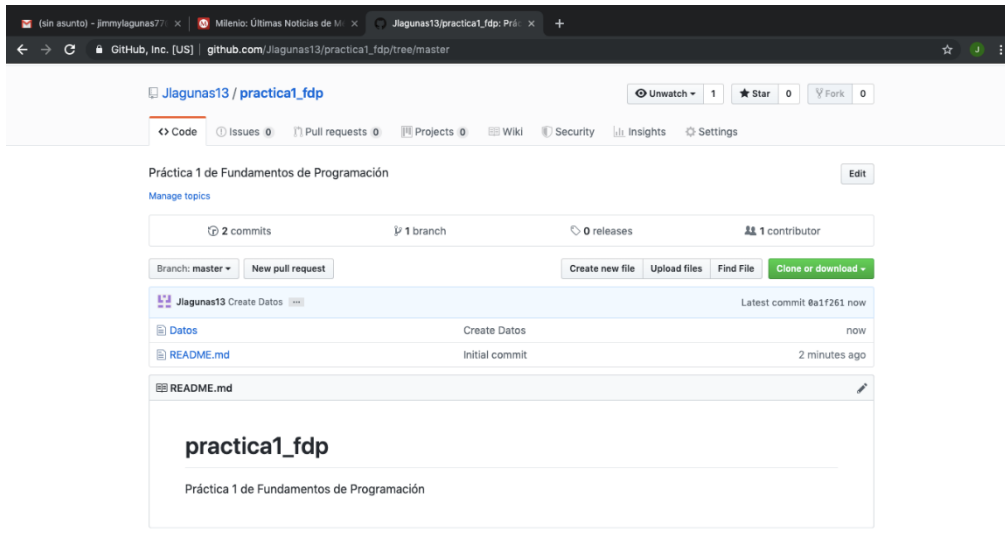 (sin asunto) - jimmylagunas77
Milenio: Últimas Noticias de Mé
Jlagunas13/practica1_fdp: Prác
GitHub, Inc. [US] | github.com/Jlagunas13/practica1_fdp/tree/master
J
Jlagunas13 / practica1_fdp
Unwatch 1 Star 0 Fork 0
<> Code Issues 0 Pull requests 0 Projects 0 Wiki Security Insights Settings
Práctica 1 de Fundamentos de Programación Edit
Manage topics
2 commits 1 branch 0 releases 1 contributor
Branch: master New pull request Create new file Upload files Find File Clone or download
Jlagunas13 Create Datos ... Latest commit 0a1f261 now
Datos Create Datos now
README.md Initial commit 2 minutes ago
README.md
practica1_fdp
Práctica 1 de Fundamentos de Programación